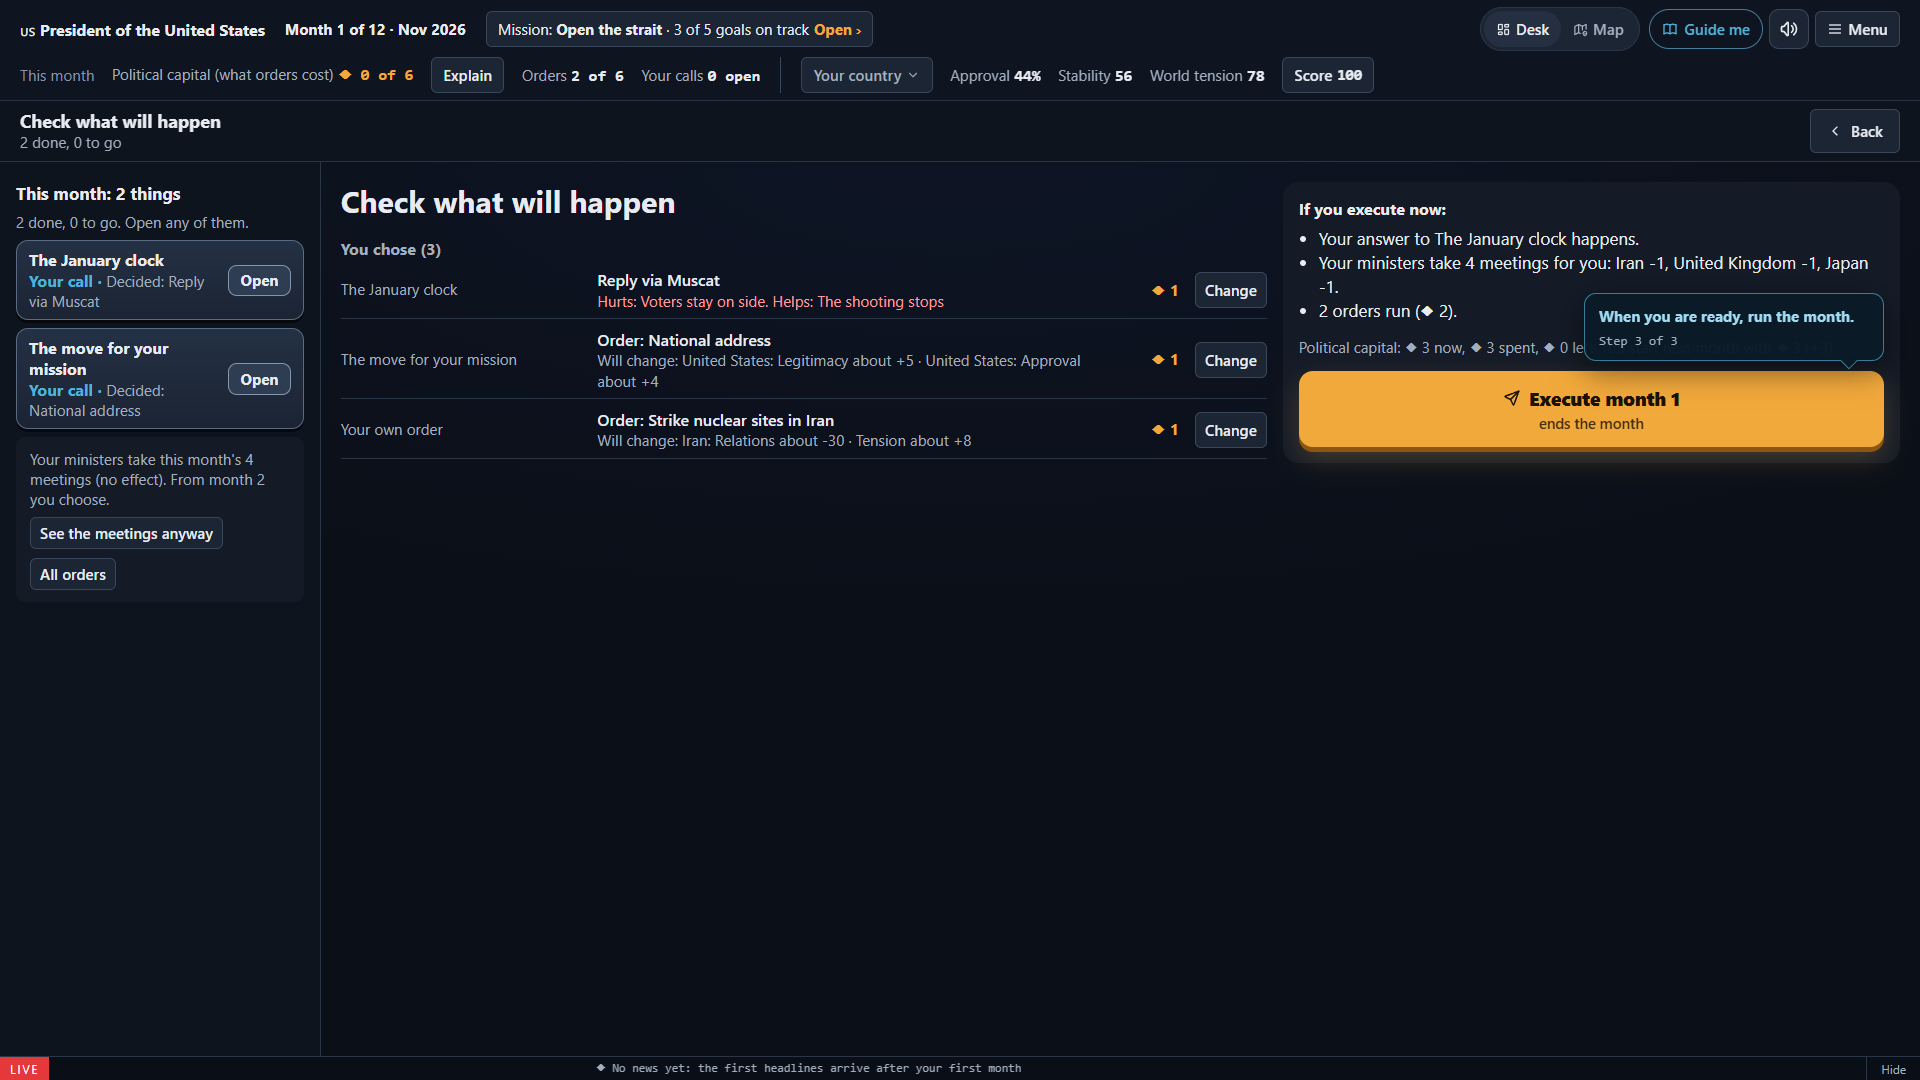 US President of the United States
Month 1 of 12 · Nov 2026
Mission: Open the strait · 3 of 5 goals on track Open ›
Desk
Map
Guide me
Menu
This month
Political capital (what orders cost) ◆ 0 of 6
Explain
Orders 2 of 6
Your calls 0 open
Your country
Approval 44%
Stability 56
World tension 78
Score 100
Check what will happen
2 done, 0 to go
Back
This month: 2 things
2 done, 0 to go. Open any of them.
The January clock
Your call · Decided: Reply
via Muscat
Open
The move for your
mission
Your call · Decided:
National address
Open
Your ministers take this month's 4
meetings (no effect). From month 2
you choose.
See the meetings anyway
All orders
Check what will happen
You chose (3)
The January clock
Reply via Muscat
Hurts: Voters stay on side. Helps: The shooting stops
◆ 1
Change
The move for your mission
Order: National address
Will change: United States: Legitimacy about +5 · United States: Approval
about +4
◆ 1
Change
Your own order
Order: Strike nuclear sites in Iran
Will change: Iran: Relations about -30 · Tension about +8
◆ 1
Change
If you execute now:
• Your answer to The January clock happens.
• Your ministers take 4 meetings for you: Iran -1, United Kingdom -1, Japan
-1.
• 2 orders run (◆ 2).
Political capital: ◆ 3 now, ◆ 3 spent, ◆ 0
When you are ready, run the month.
Step 3 of 3
Execute month 1
ends the month
LIVE
◆ No news yet: the first headlines arrive after your first month
Hide